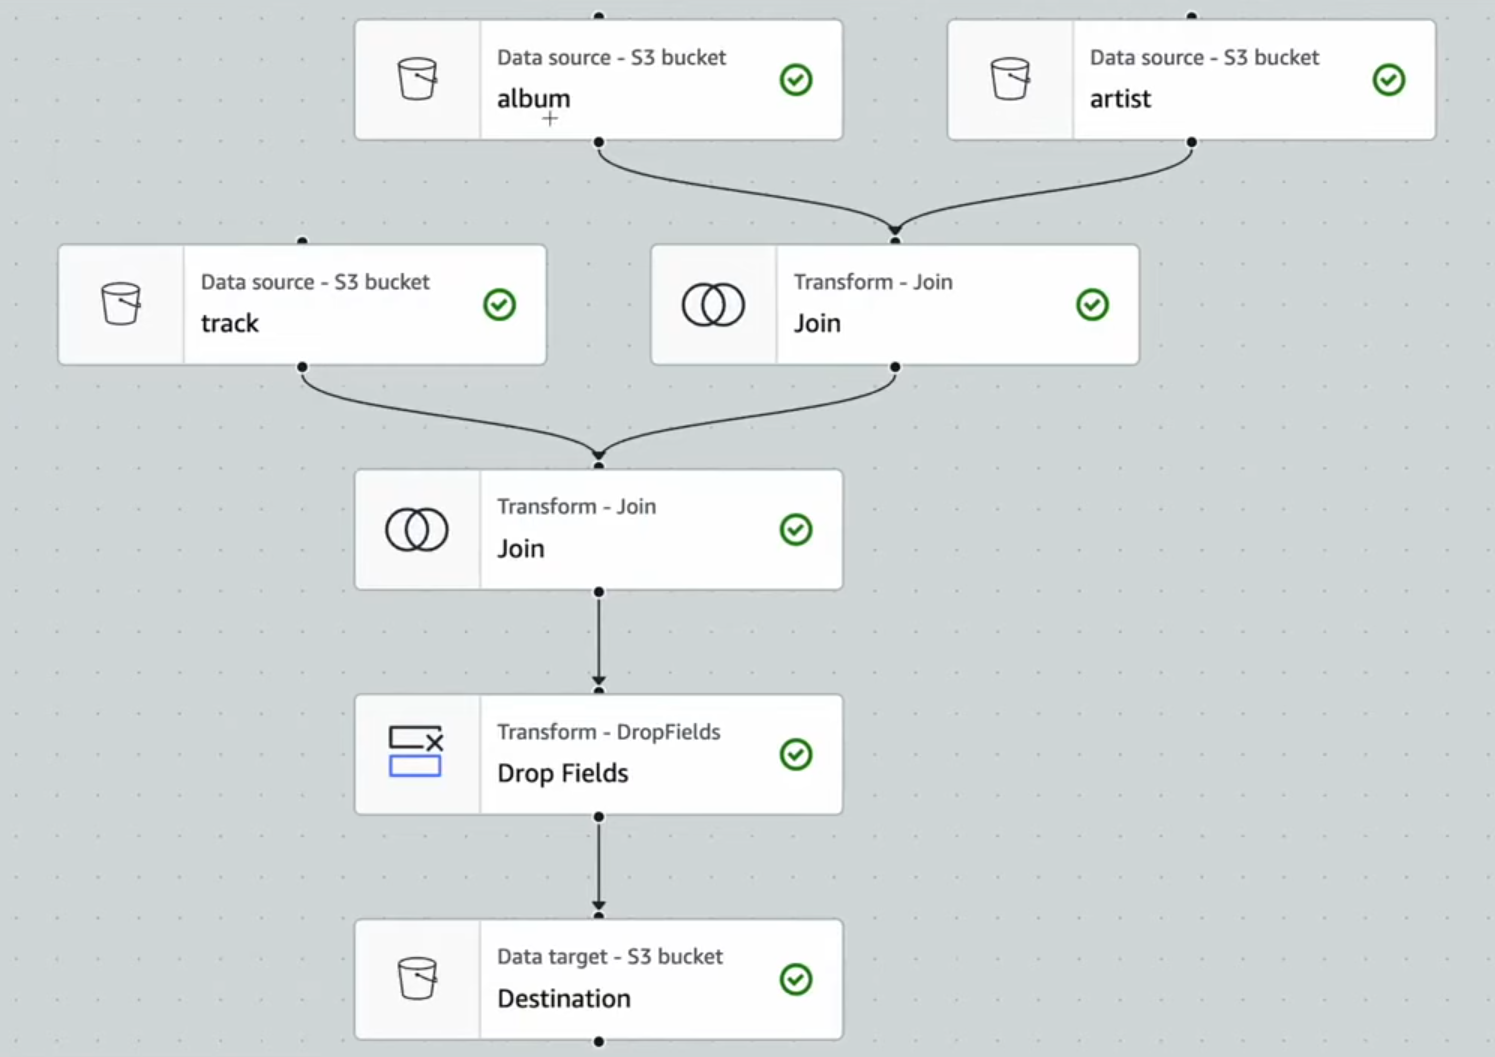 Data source - S3 bucket
album
Data source - S3 bucket
artist
Data source - S3 bucket
track
Transform - Join
Join
Transform - Join
Join
Transform - DropFields
Drop Fields
Data target - S3 bucket
Destination